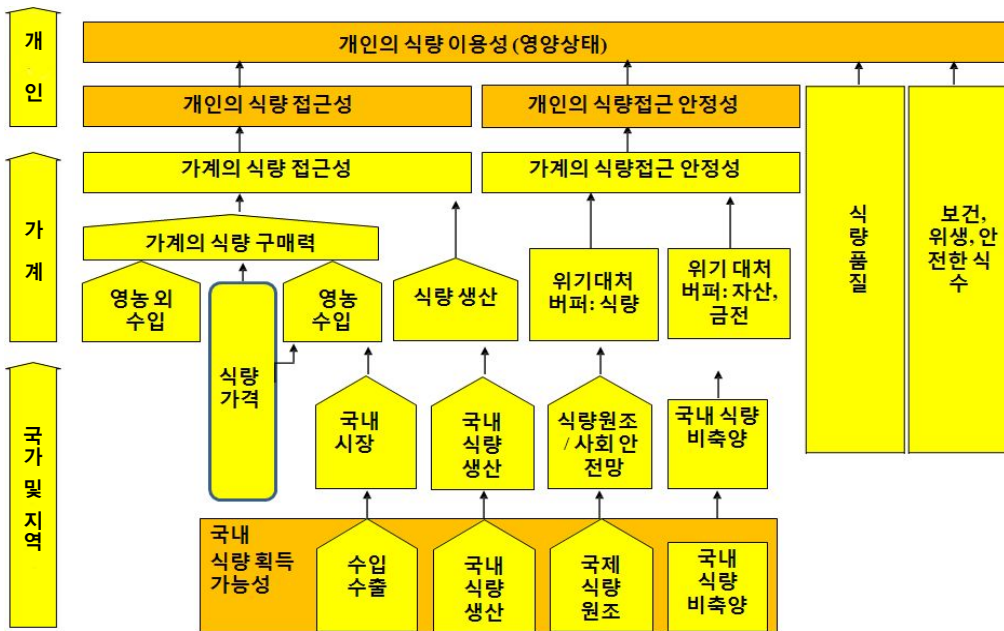 개
인
개인의 식량 이용성 (영양상태)
개인의 식량 접근성
개인의 식량접근 안정성
가
계
가계의 식량 접근성
가계의 식량접근 안정성
가계의 식량 구매력
영농 외
수입
영농
수입
식량 생산
위기대처
버퍼: 식량
위기 대처
버퍼: 자산,
금전
식
량
품
질
보건,
위생, 안
전한 식
수
국
가
및
지
역
식량
가격
국내
시장
국내
식량
생산
식량원조
/ 사회 안
전망
국내 식량
비축양
국내
식량 획득
가능성
수입
수출
국내
식량
생산
국제
식량
원조
국내
식량
비축양